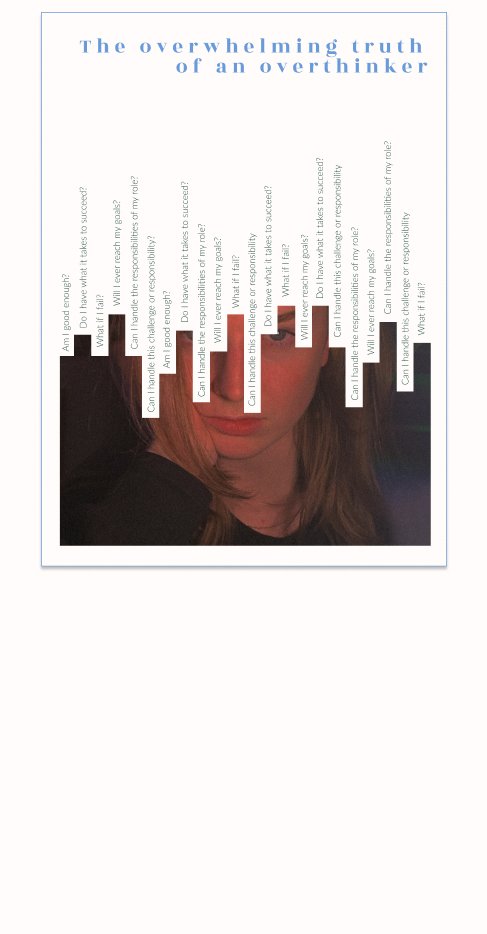 The overwhelming truth
of an overthinker
Am I good enough?
Do I have what it takes to succeed?
What if I fail?
Will I ever reach my goals?
Can I handle the responsibilities of my role?
Can I handle this challenge or responsibility?
Am I good enough?
Do I have what it takes to succeed?
Can I handle the responsibilities of my role?
Will I ever reach my goals?
What if I fail?
Can I handle this challenge or responsibility
Do I have what it takes to succeed?
What if I fail?
Will I ever reach my goals?
Do I have what it takes to succeed?
Can I handle this challenge or responsibility
Can I handle the responsibilities of my role?
Will I ever reach my goals?
Can I handle the responsibilities of my role?
Can I handle this challenge or responsibility
What if I fail?